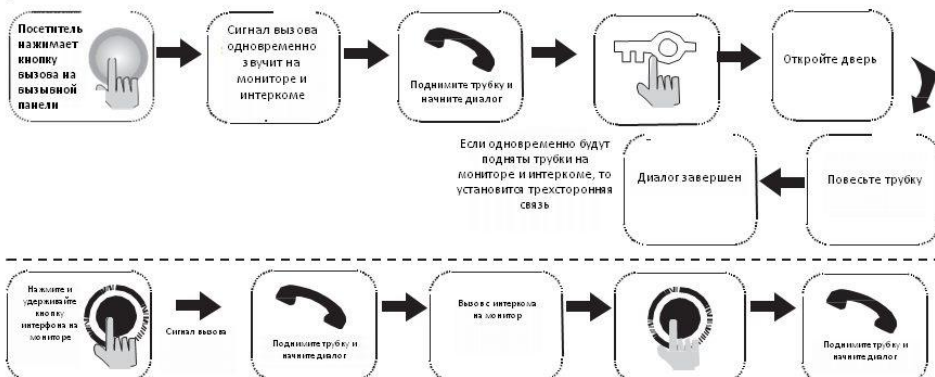 Посетитель
нажимает
кнопку
вызова на
вызывной
панели
Сигнал вызова
одновременно
звучит на
мониторе и
интеркоме
Поднимите трубку и
начните диалог
Откройте дверь
Повесьте трубку
Диалог завершен
Если одновременно будут
подняты трубки на
мониторе и интеркоме, то
установится трехсторонняя
связь
Нажмите и
удерживайте
кнопку
интерфона на
мониторе
Сигнал вызова
Поднимите трубку и
начните диалог
Вызов с интеркома
на монитор
Поднимите трубку и
начните диалог